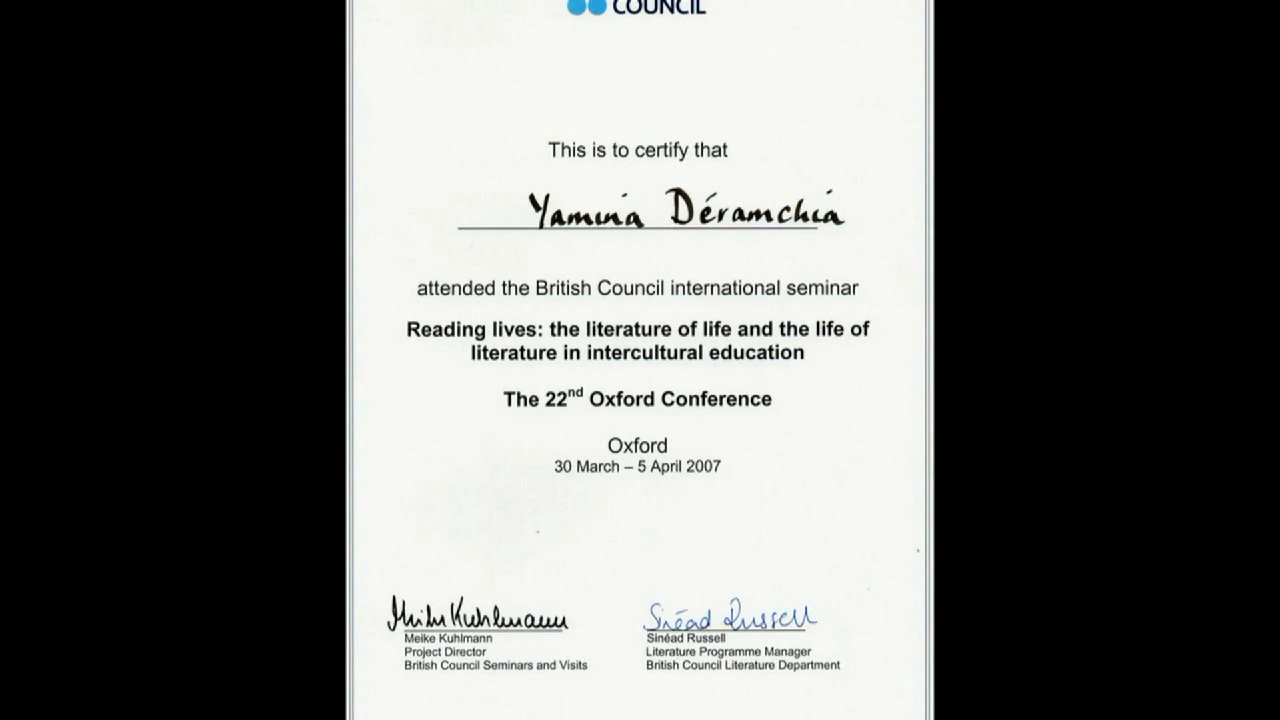 COUNCIL
This is to certify that
Yamina Déramchia
attended the British Council international seminar
Reading lives: the literature of life and the life of
literature in intercultural education
The 22nd Oxford Conference
Oxford
30 March – 5 April 2007
Meike Kuhlmann Sinéad Russell
Meike Kuhlmann Sinéad Russell
Project Director Literature Programme Manager
British Council Seminars and Visits British Council Literature Department